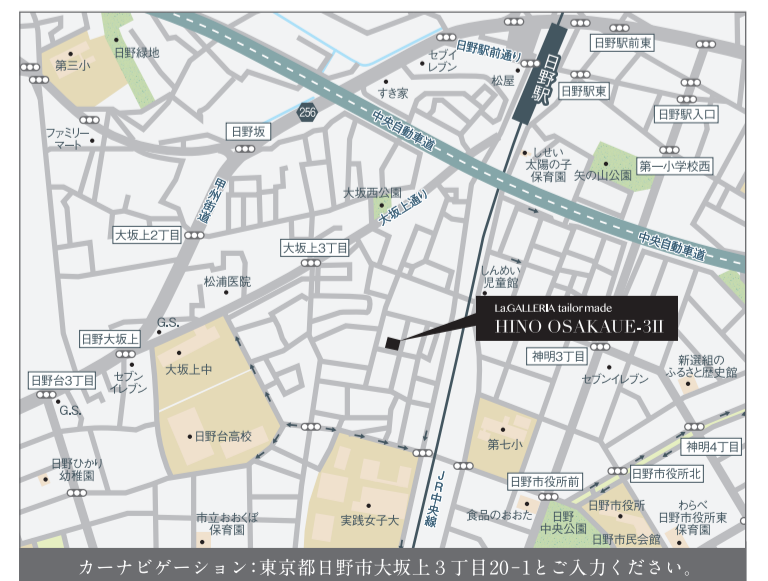 日野緑地
第三小
セブイ
レブン
日野駅前通り
日野駅
日野駅前東
松屋
すき家
日野駅東
日野駅入口
256
ファミリー
マート
日野坂
中央自動車道
しせい
太陽の子
保育園
矢の山公園
第一小学校西
甲州街道
大坂西公園
大坂上通り
大坂上2丁目
大坂上3丁目
中央自動車道
松浦医院
しんめい
児童館
La.GALLERIA tailor made
HINO OSAKAUE-3II
G.S.
日野大坂上
大坂上中
セブン
イレブン
神明3丁目
セブンイレブン
新選組の
ふるさと歴史館
日野台3丁目
G.S.
日野台高校
第七小
神明4丁目
日野ひかり
幼稚園
JR中央線
日野市役所前
日野市役所北
市立おおくぼ
保育園
実践女子大
食品のおおた
日野
中央公園
日野市役所
日野市民会館
わらべ
日野市役所東
保育園
カーナビゲーション:東京都日野市大坂上3丁目20-1とご入力ください。